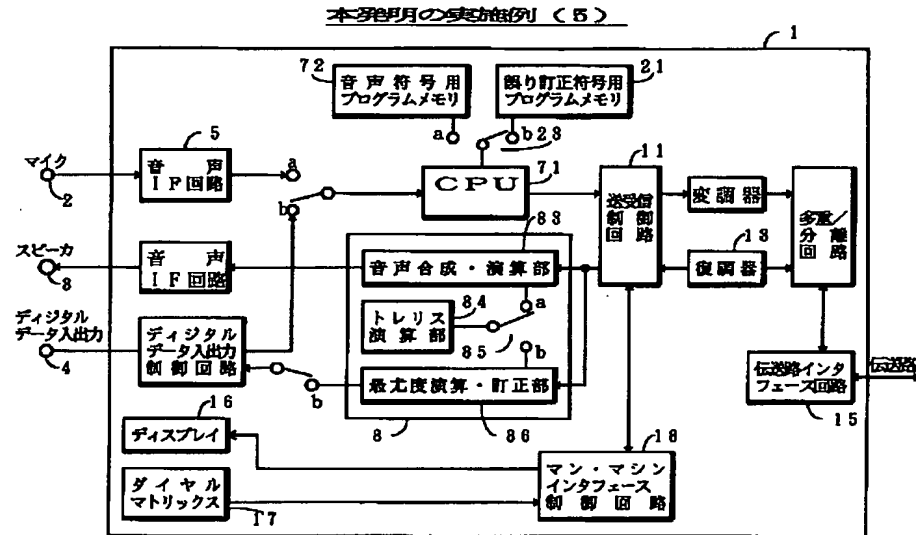 本発明の実施例(5)
1
72
音声符号用
プログラムメモリ
21
誤り訂正符号用
プログラムメモリ
a
b
23
5
マイク
2
音声
IF回路
a
b
CPU
71
11
送受信
制御
回路
変調器
多重/
分離
回路
83
スピーカ
3
音声
IF回路
音声合成・演算部
13
復調器
84
a
トレリス
演算部
85
b
ディジタル
データ入出力
4
ディジタル
データ入出力
制御回路
b
最尤度演算・訂正部
8
86
伝送路インタ
フェース回路
伝送路
15
16
ディスプレイ
18
マン・マシン
インタフェース
制御回路
ダイヤル
マトリックス
17